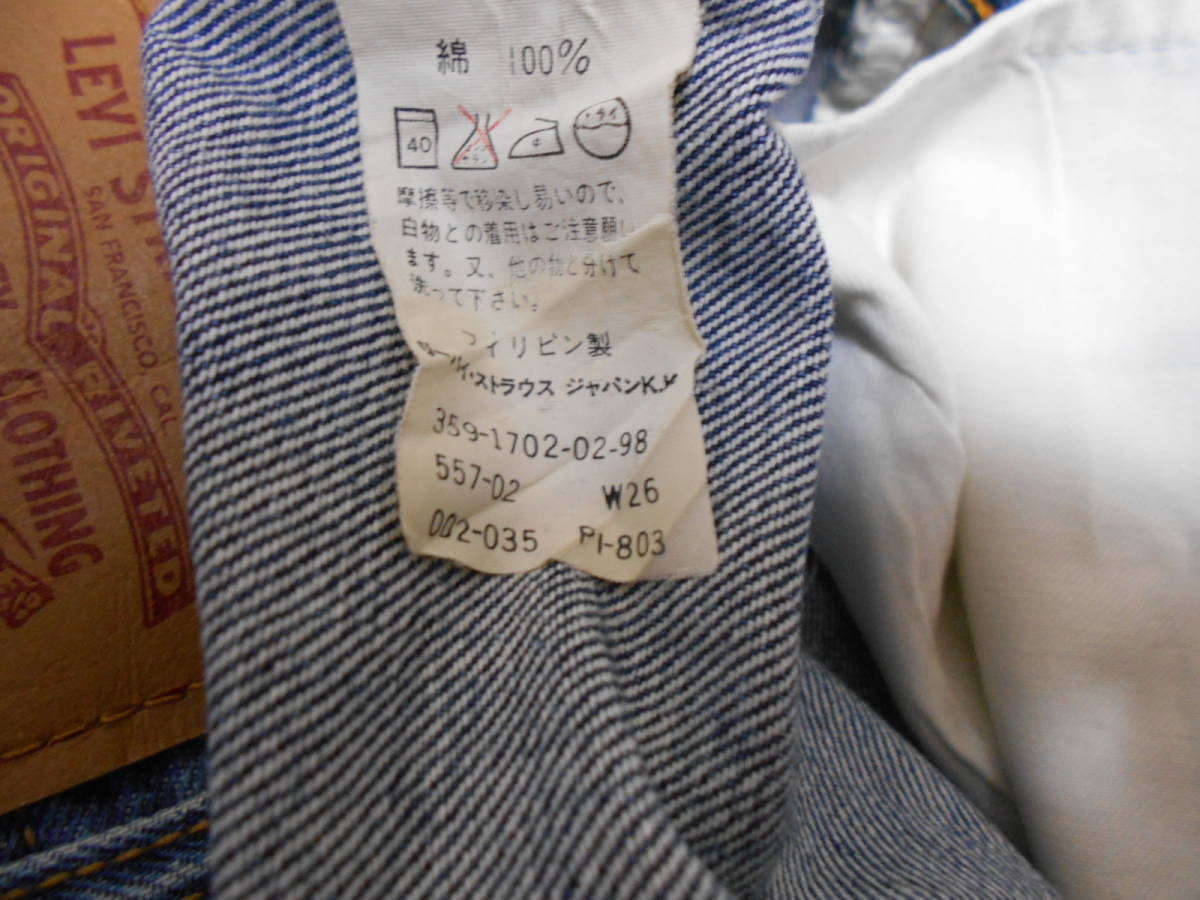 綿 100%
40
ドライ
摩擦等で移染し易いので、
白物との着用はご注意願い
ます。又、他の物と分けて
洗って下さい。
フィリピン製
ストラウス ジャパンK.K
359-1702-02-98
557-02 W26
002-035 PI-803
LEVI
SAN FRANCISCO, CAL
ORIGINAL RIVETED
CLOTHING